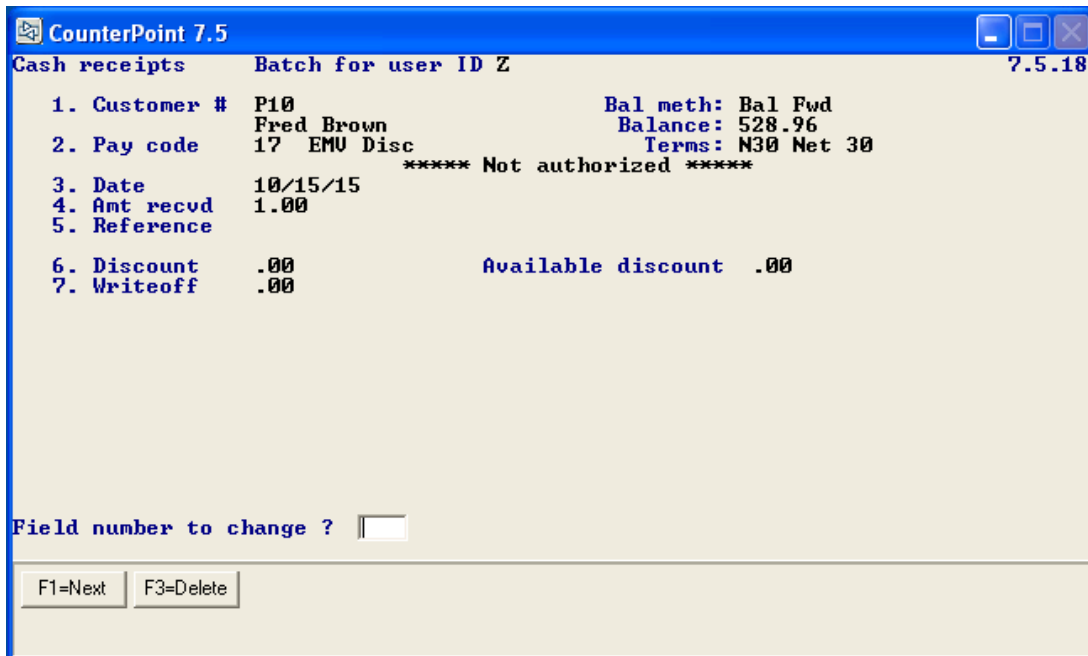 CounterPoint 7.5
Cash receipts Batch for user ID Z 7.5.18
1. Customer # P10 Bal meth: Bal Fwd
Fred Brown Balance: 528.96
2. Pay code 17 EMV Disc Terms: N30 Net 30
***** Not authorized *****
3. Date 10/15/15
4. Amt recvd 1.00
5. Reference
6. Discount .00 Available discount .00
7. Writeoff .00
Field number to change ?
F1=Next F3=Delete